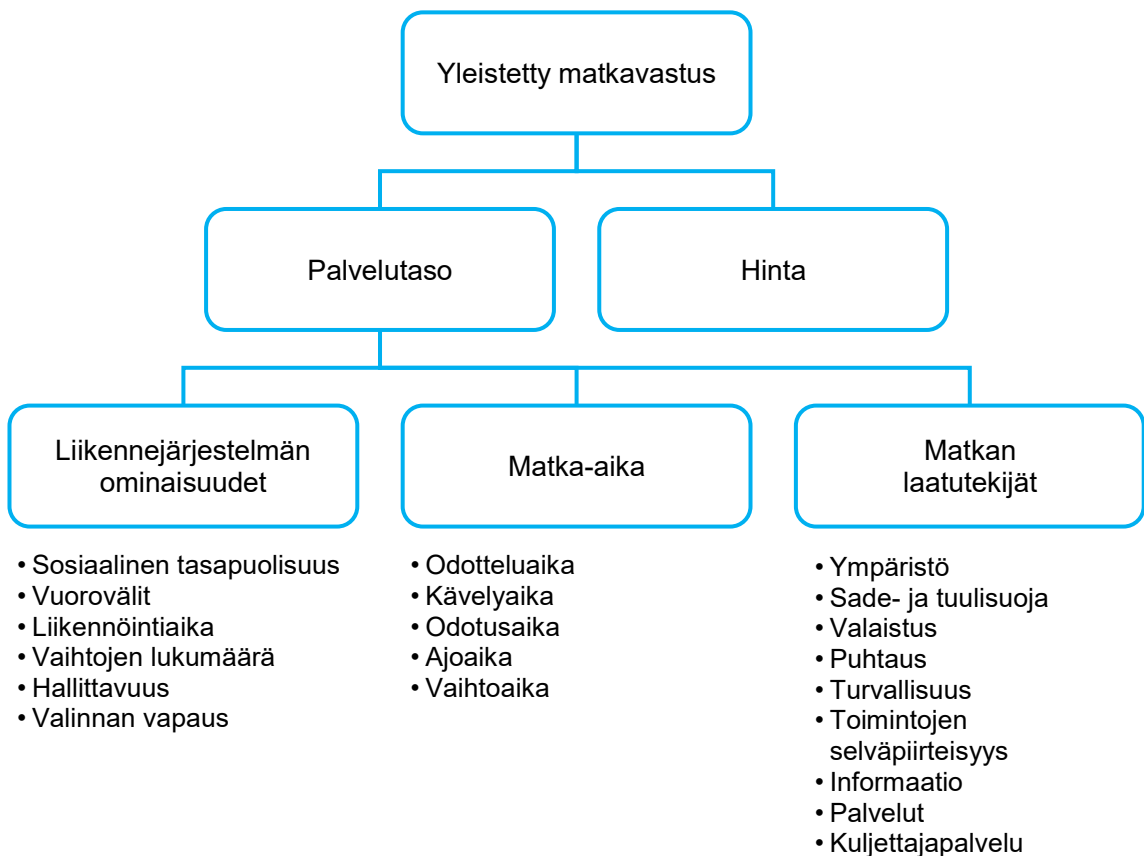 Yleistetty matkavastus
Palvelutaso
Hinta
Liikennejärjestelmän
ominaisuudet
Matka-aika
Matkan
laatutekijät
• Sosiaalinen tasapuolisuus
• Vuorovälit
• Liikennöintiaika
• Vaihtojen lukumäärä
• Hallittavuus
• Valinnan vapaus
• Odotteluaika
• Kävelyaika
• Odotusaika
• Ajoaika
• Vaihtoaika
• Ympäristö
• Sade- ja tuulisuoja
• Valaistus
• Puhtaus
• Turvallisuus
• Toimintojen
selväpiirteisyys
• Informaatio
• Palvelut
• Kuljettajapalvelu